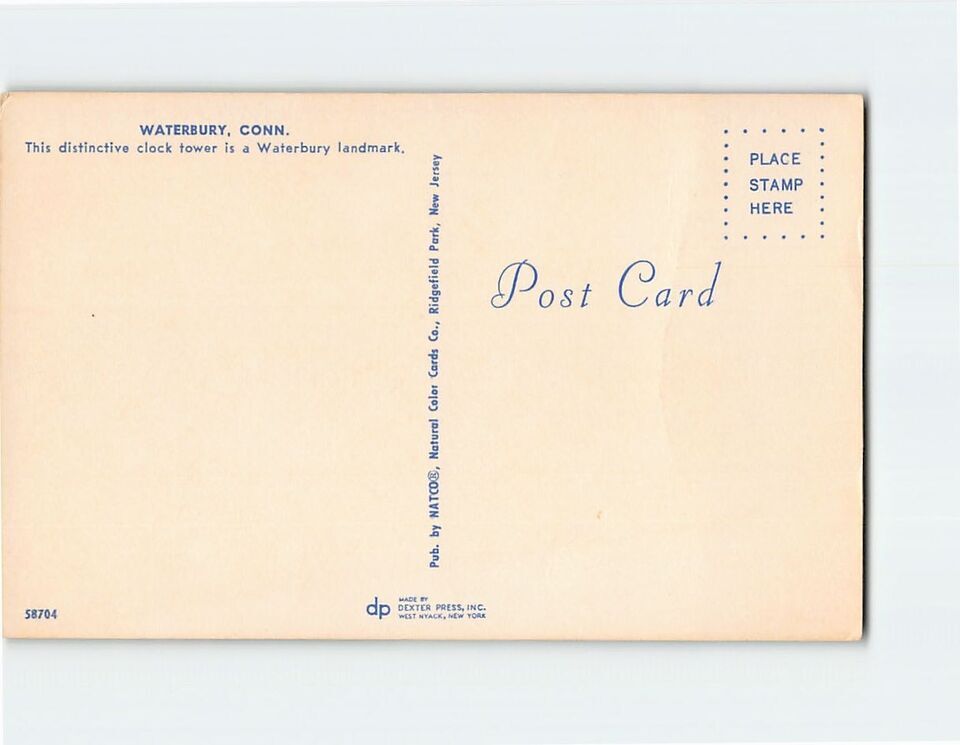 WATERBURY, CONN.
This distinctive clock tower is a Waterbury landmark.
Pub. by NATCO®, Natural Color Cards Co., Ridgefield Park, New Jersey
PLACE
STAMP
HERE
Post Card
58704
dp
MADE BY
DEXTER PRESS, INC.
WEST NYACK, NEW YORK